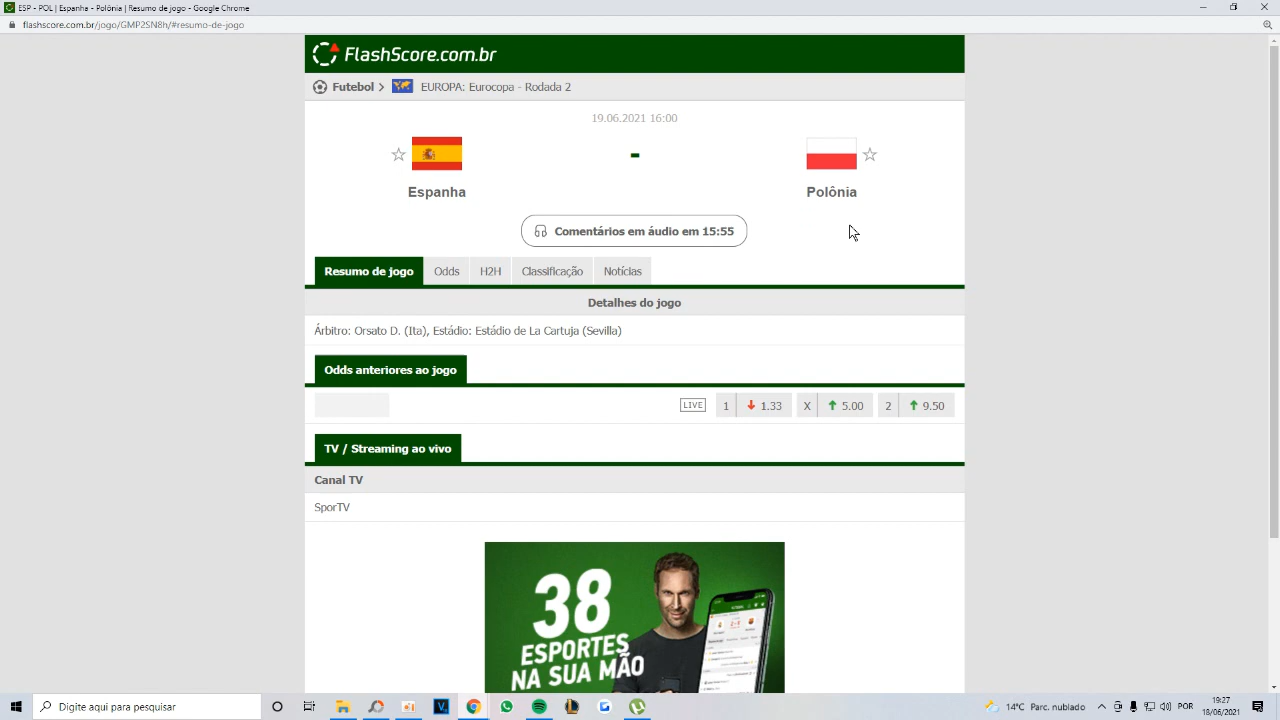 ESP - POL | Espanha - Polônia | Resumo de jogo - Google Chrome
flashscore.com.br/jogo/GMP2SN8h/#resumo-de-jogo
FlashScore.com.br
Futebol > EUROPA: Eurocopa - Rodada 2
19.06.2021 16:00
-
Espanha Polônia
Comentários em áudio em 15:55
Resumo de jogo Odds H2H Classificação Notícias
Detalhes do jogo
Árbitro: Orsato D. (Ita), Estádio: Estádio de La Cartuja (Sevilla)
Odds anteriores ao jogo
LIVE 1 1.33 X 5.00 2 9.50
TV / Streaming ao vivo
Canal TV
SporTV
38
ESPORTES
NA SUA MÃO
Digite aqui para pesquisar
14°C Parc. nublado POR 19:27
18/06/2021